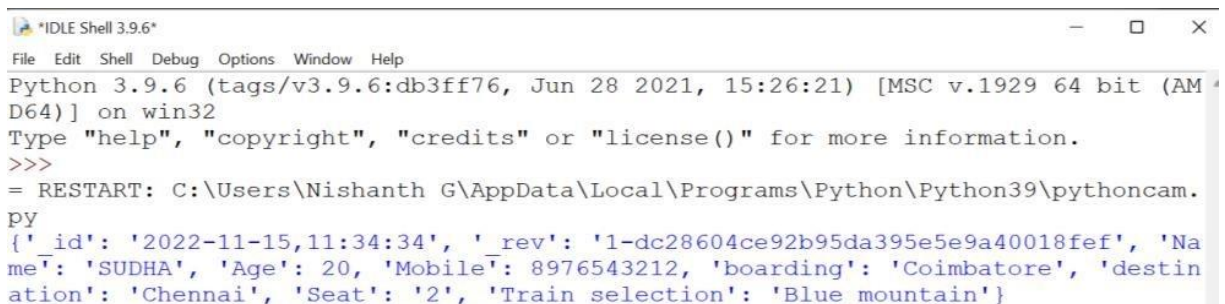 *IDLE Shell 3.9.6*
File Edit Shell Debug Options Window Help
Python 3.9.6 (tags/v3.9.6:db3ff76, Jun 28 2021, 15:26:21) [MSC v.1929 64 bit (AM
D64)] on win32
Type "help", "copyright", "credits" or "license()" for more information.
>>>
= RESTART: C:\Users\Nishanth G\AppData\Local\Programs\Python\Python39\pythoncam.
py
{'_id': '2022-11-15,11:34:34', '_rev': '1-dc28604ce92b95da395e5e9a40018fef', 'Na
me': 'SUDHA', 'Age': 20, 'Mobile': 8976543212, 'boarding': 'Coimbatore', 'destin
ation': 'Chennai', 'Seat': '2', 'Train selection': 'Blue mountain'}